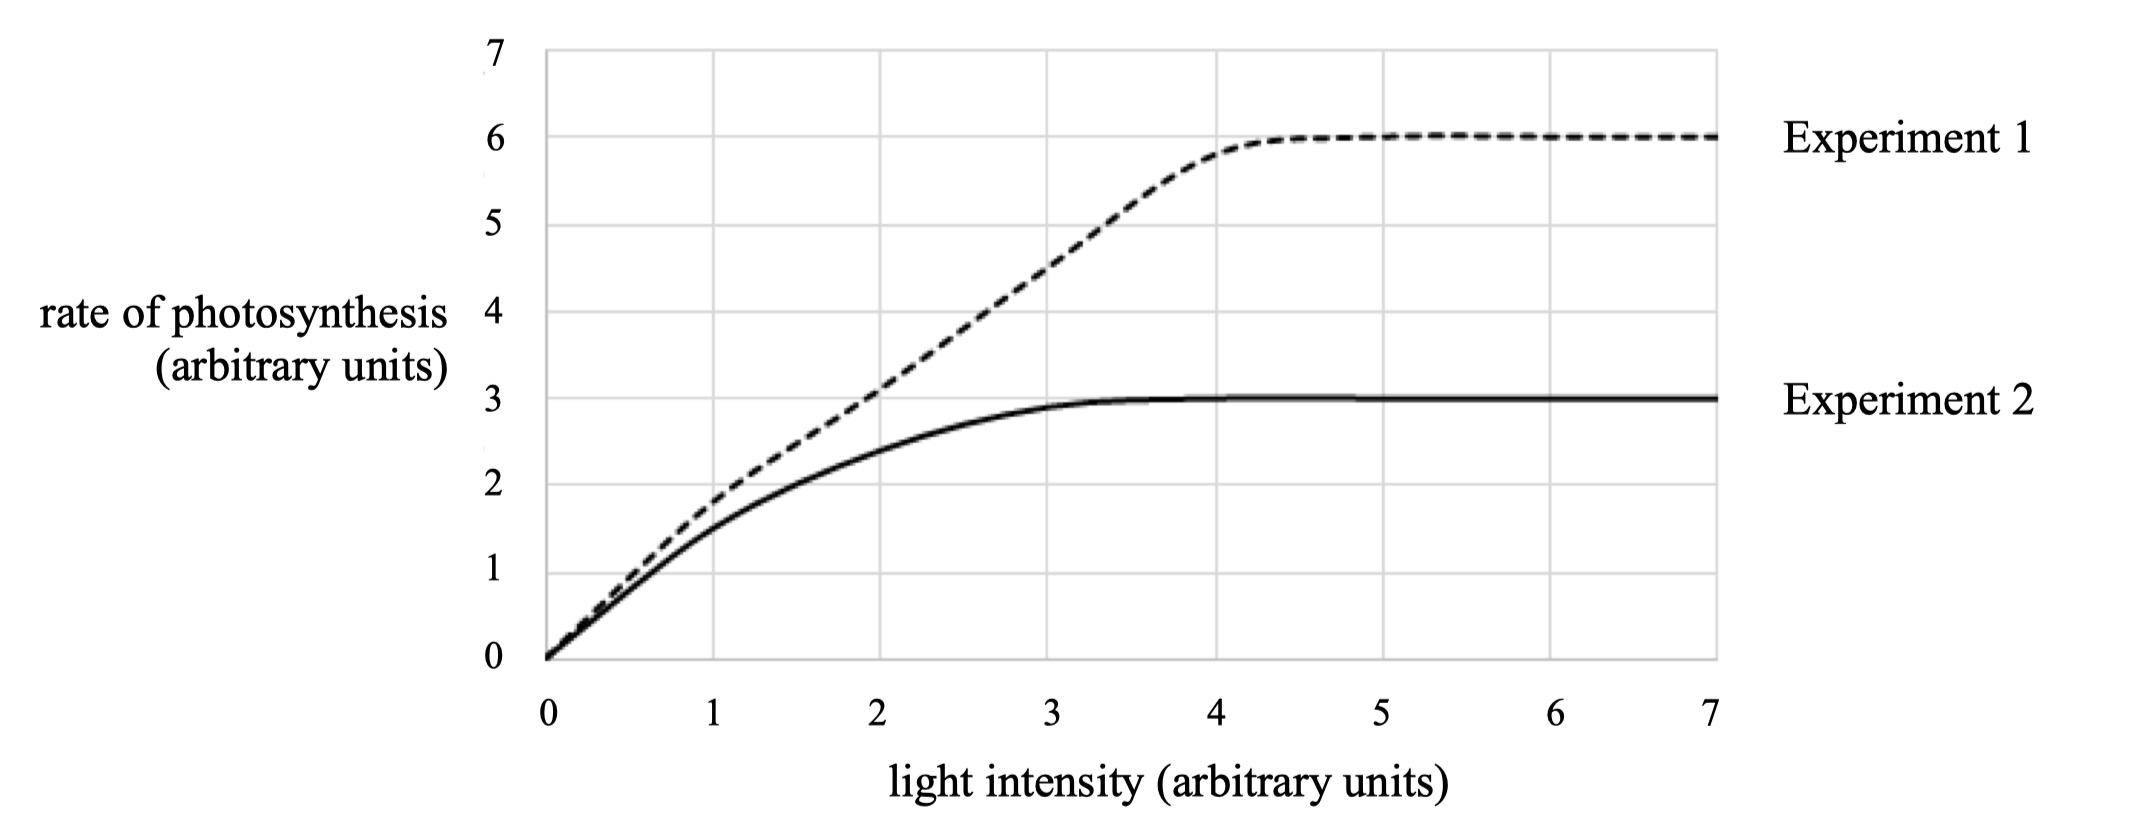 7
6
5
4
3
2
1
0
rate of photosynthesis
(arbitrary units)
Experiment 1
Experiment 2
0 1 2 3 4 5 6 7
light intensity (arbitrary units)